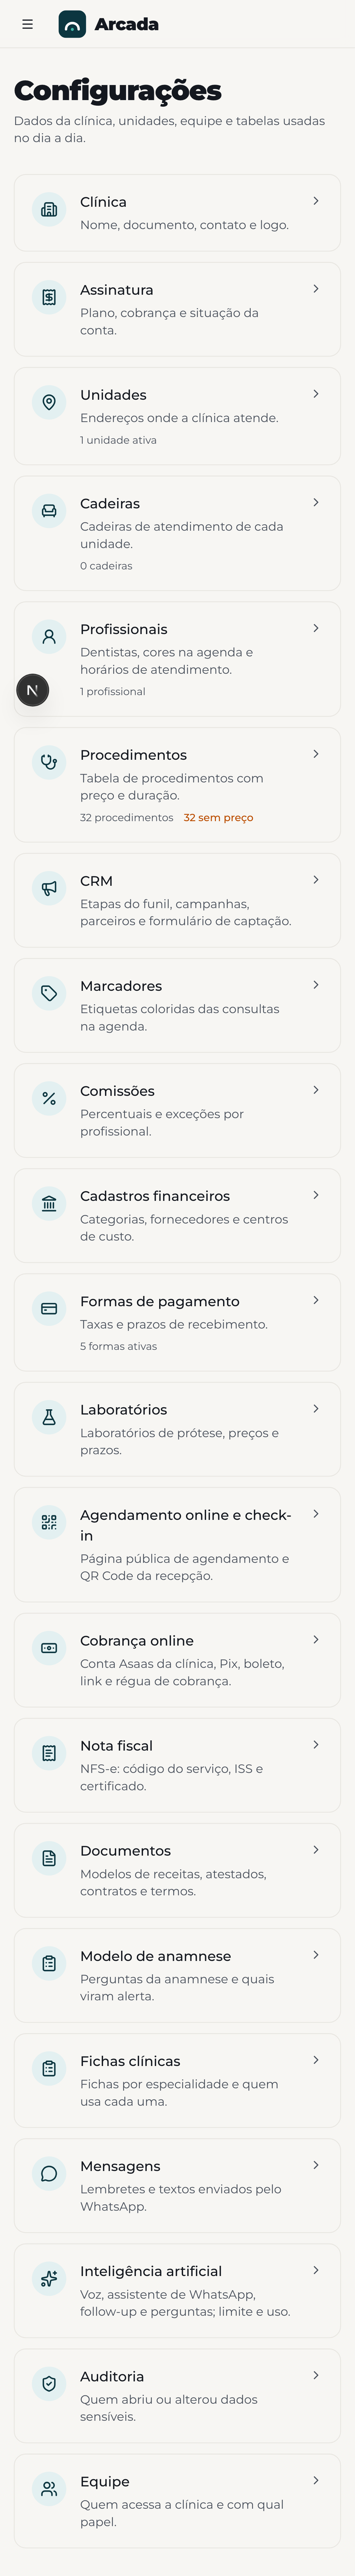 Arcada
Configurações
Dados da clínica, unidades, equipe e tabelas usadas
no dia a dia.
Clínica
Nome, documento, contato e logo.
Assinatura
Plano, cobrança e situação da
conta.
Unidades
Endereços onde a clínica atende.
1 unidade ativa
Cadeiras
Cadeiras de atendimento de cada
unidade.
0 cadeiras
Profissionais
Dentistas, cores na agenda e
horários de atendimento.
1 profissional
N
Procedimentos
Tabela de procedimentos com
preço e duração.
32 procedimentos 32 sem preço
CRM
Etapas do funil, campanhas,
parceiros e formulário de captação.
Marcadores
Etiquetas coloridas das consultas
na agenda.
Comissões
Percentuais e exceções por
profissional.
Cadastros financeiros
Categorias, fornecedores e centros
de custo.
Formas de pagamento
Taxas e prazos de recebimento.
5 formas ativas
Laboratórios
Laboratórios de prótese, preços e
prazos.
Agendamento online e check-
in
Página pública de agendamento e
QR Code da recepção.
Cobrança online
Conta Asaas da clínica, Pix, boleto,
link e régua de cobrança.
Nota fiscal
NFS-e: código do serviço, ISS e
certificado.
Documentos
Modelos de receitas, atestados,
contratos e termos.
Modelo de anamnese
Perguntas da anamnese e quais
viram alerta.
Fichas clínicas
Fichas por especialidade e quem
usa cada uma.
Mensagens
Lembretes e textos enviados pelo
WhatsApp.
Inteligência artificial
Voz, assistente de WhatsApp,
follow-up e perguntas; limite e uso.
Auditoria
Quem abriu ou alterou dados
sensíveis.
Equipe
Quem acessa a clínica e com qual
papel.